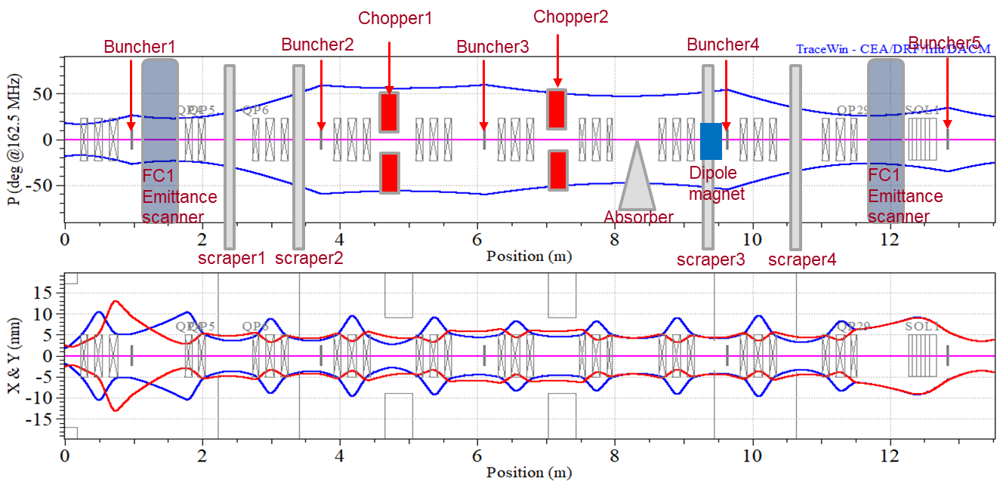 Chopper1
Chopper2
Buncher1
Buncher2
Buncher3
Buncher4
Buncher5
TraceWin - CEA/DRF/Irfu/DACM
P (deg @162.5 MHz)
50
0
-50
QP5
QP6
QP29
SOL1
FC1
Emittance
scanner
Absorber
Dipole
magnet
FC1
Emittance
scanner
0
2
4
6
8
10
12
Position (m)
scraper1
scraper2
scraper3
scraper4
X & Y (mm)
15
10
5
0
-5
-10
-15
QP5
QP6
QP29
SOL1
0
2
4
6
8
10
12
Position (m)